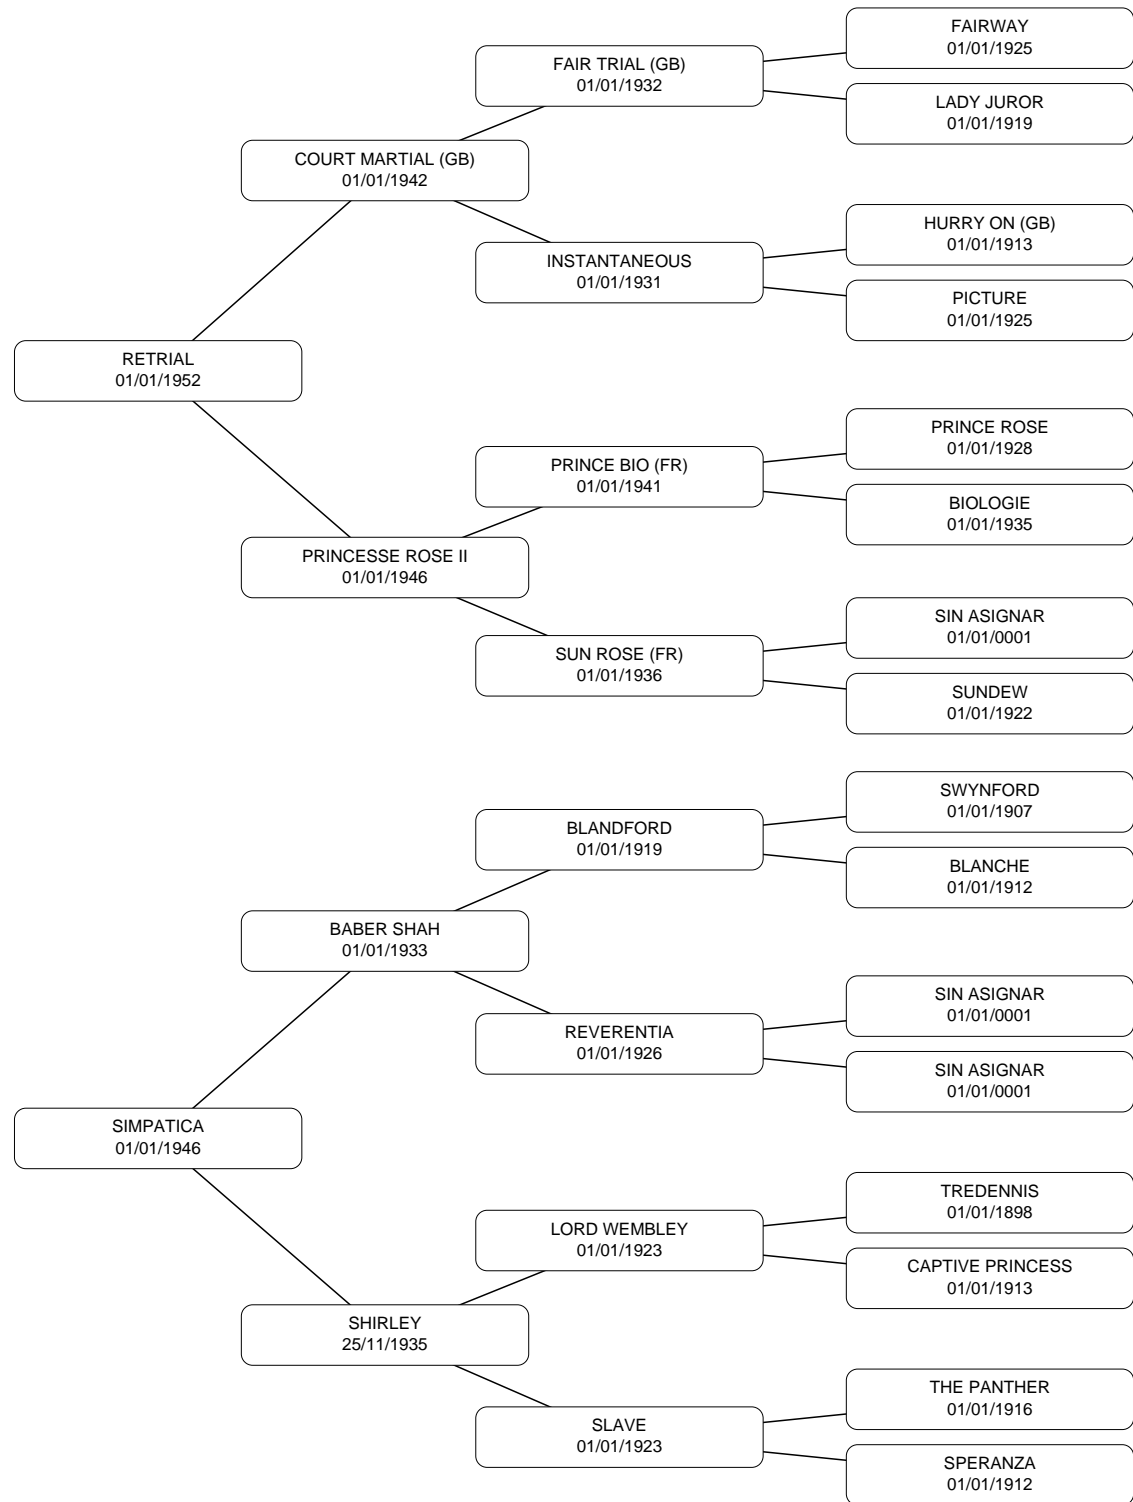 FAIRWAY
01/01/1925
FAIR TRIAL (GB)
01/01/1932
LADY JUROR
01/01/1919
COURT MARTIAL (GB)
01/01/1942
HURRY ON (GB)
01/01/1913
INSTANTANEOUS
01/01/1931
PICTURE
01/01/1925
RETRIAL
01/01/1952
PRINCE ROSE
01/01/1928
PRINCE BIO (FR)
01/01/1941
BIOLOGIE
01/01/1935
PRINCESSE ROSE II
01/01/1946
SIN ASIGNAR
01/01/0001
SUN ROSE (FR)
01/01/1936
SUNDEW
01/01/1922
SWYNFORD
01/01/1907
BLANDFORD
01/01/1919
BLANCHE
01/01/1912
BABER SHAH
01/01/1933
SIN ASIGNAR
01/01/0001
REVERENTIA
01/01/1926
SIN ASIGNAR
01/01/0001
SIMPATICA
01/01/1946
TREDENNIS
01/01/1898
LORD WEMBLEY
01/01/1923
CAPTIVE PRINCESS
01/01/1913
SHIRLEY
25/11/1935
THE PANTHER
01/01/1916
SLAVE
01/01/1923
SPERANZA
01/01/1912